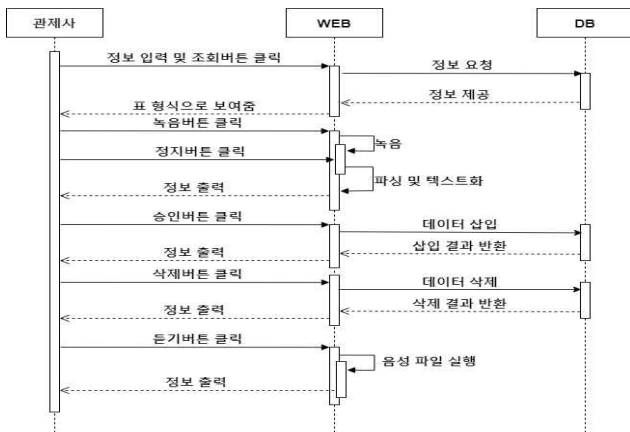 관제사
WEB
DB
정보 입력 및 조회버튼 클릭
정보 요청
정보 제공
표 형식으로 보여줌
녹음버튼 클릭
녹음
정지버튼 클릭
파싱 및 텍스트화
정보 출력
승인버튼 클릭
데이터 삽입
삽입 결과 반환
정보 출력
삭제버튼 클릭
데이터 삭제
삭제 결과 반환
정보 출력
듣기버튼 클릭
음성 파일 실행
정보 출력